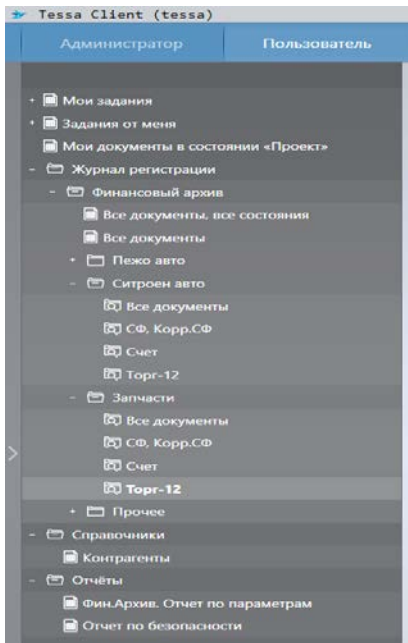 Tessa Client (tessa)
Администратор Пользователь
Мои задания
Задания от меня
Мои документы в состоянии «Проект»
Журнал регистрации
Финансовый архив
Все документы, все состояния
Все документы
Пежо авто
Ситроен авто
Все документы
СФ, Корр.СФ
Счет
Торг-12
Запчасти
Все документы
СФ, Корр.СФ
Счет
Торг-12
Прочее
Справочники
Контрагенты
Отчёты
Фин.Архив. Отчет по параметрам
Отчет по безопасности